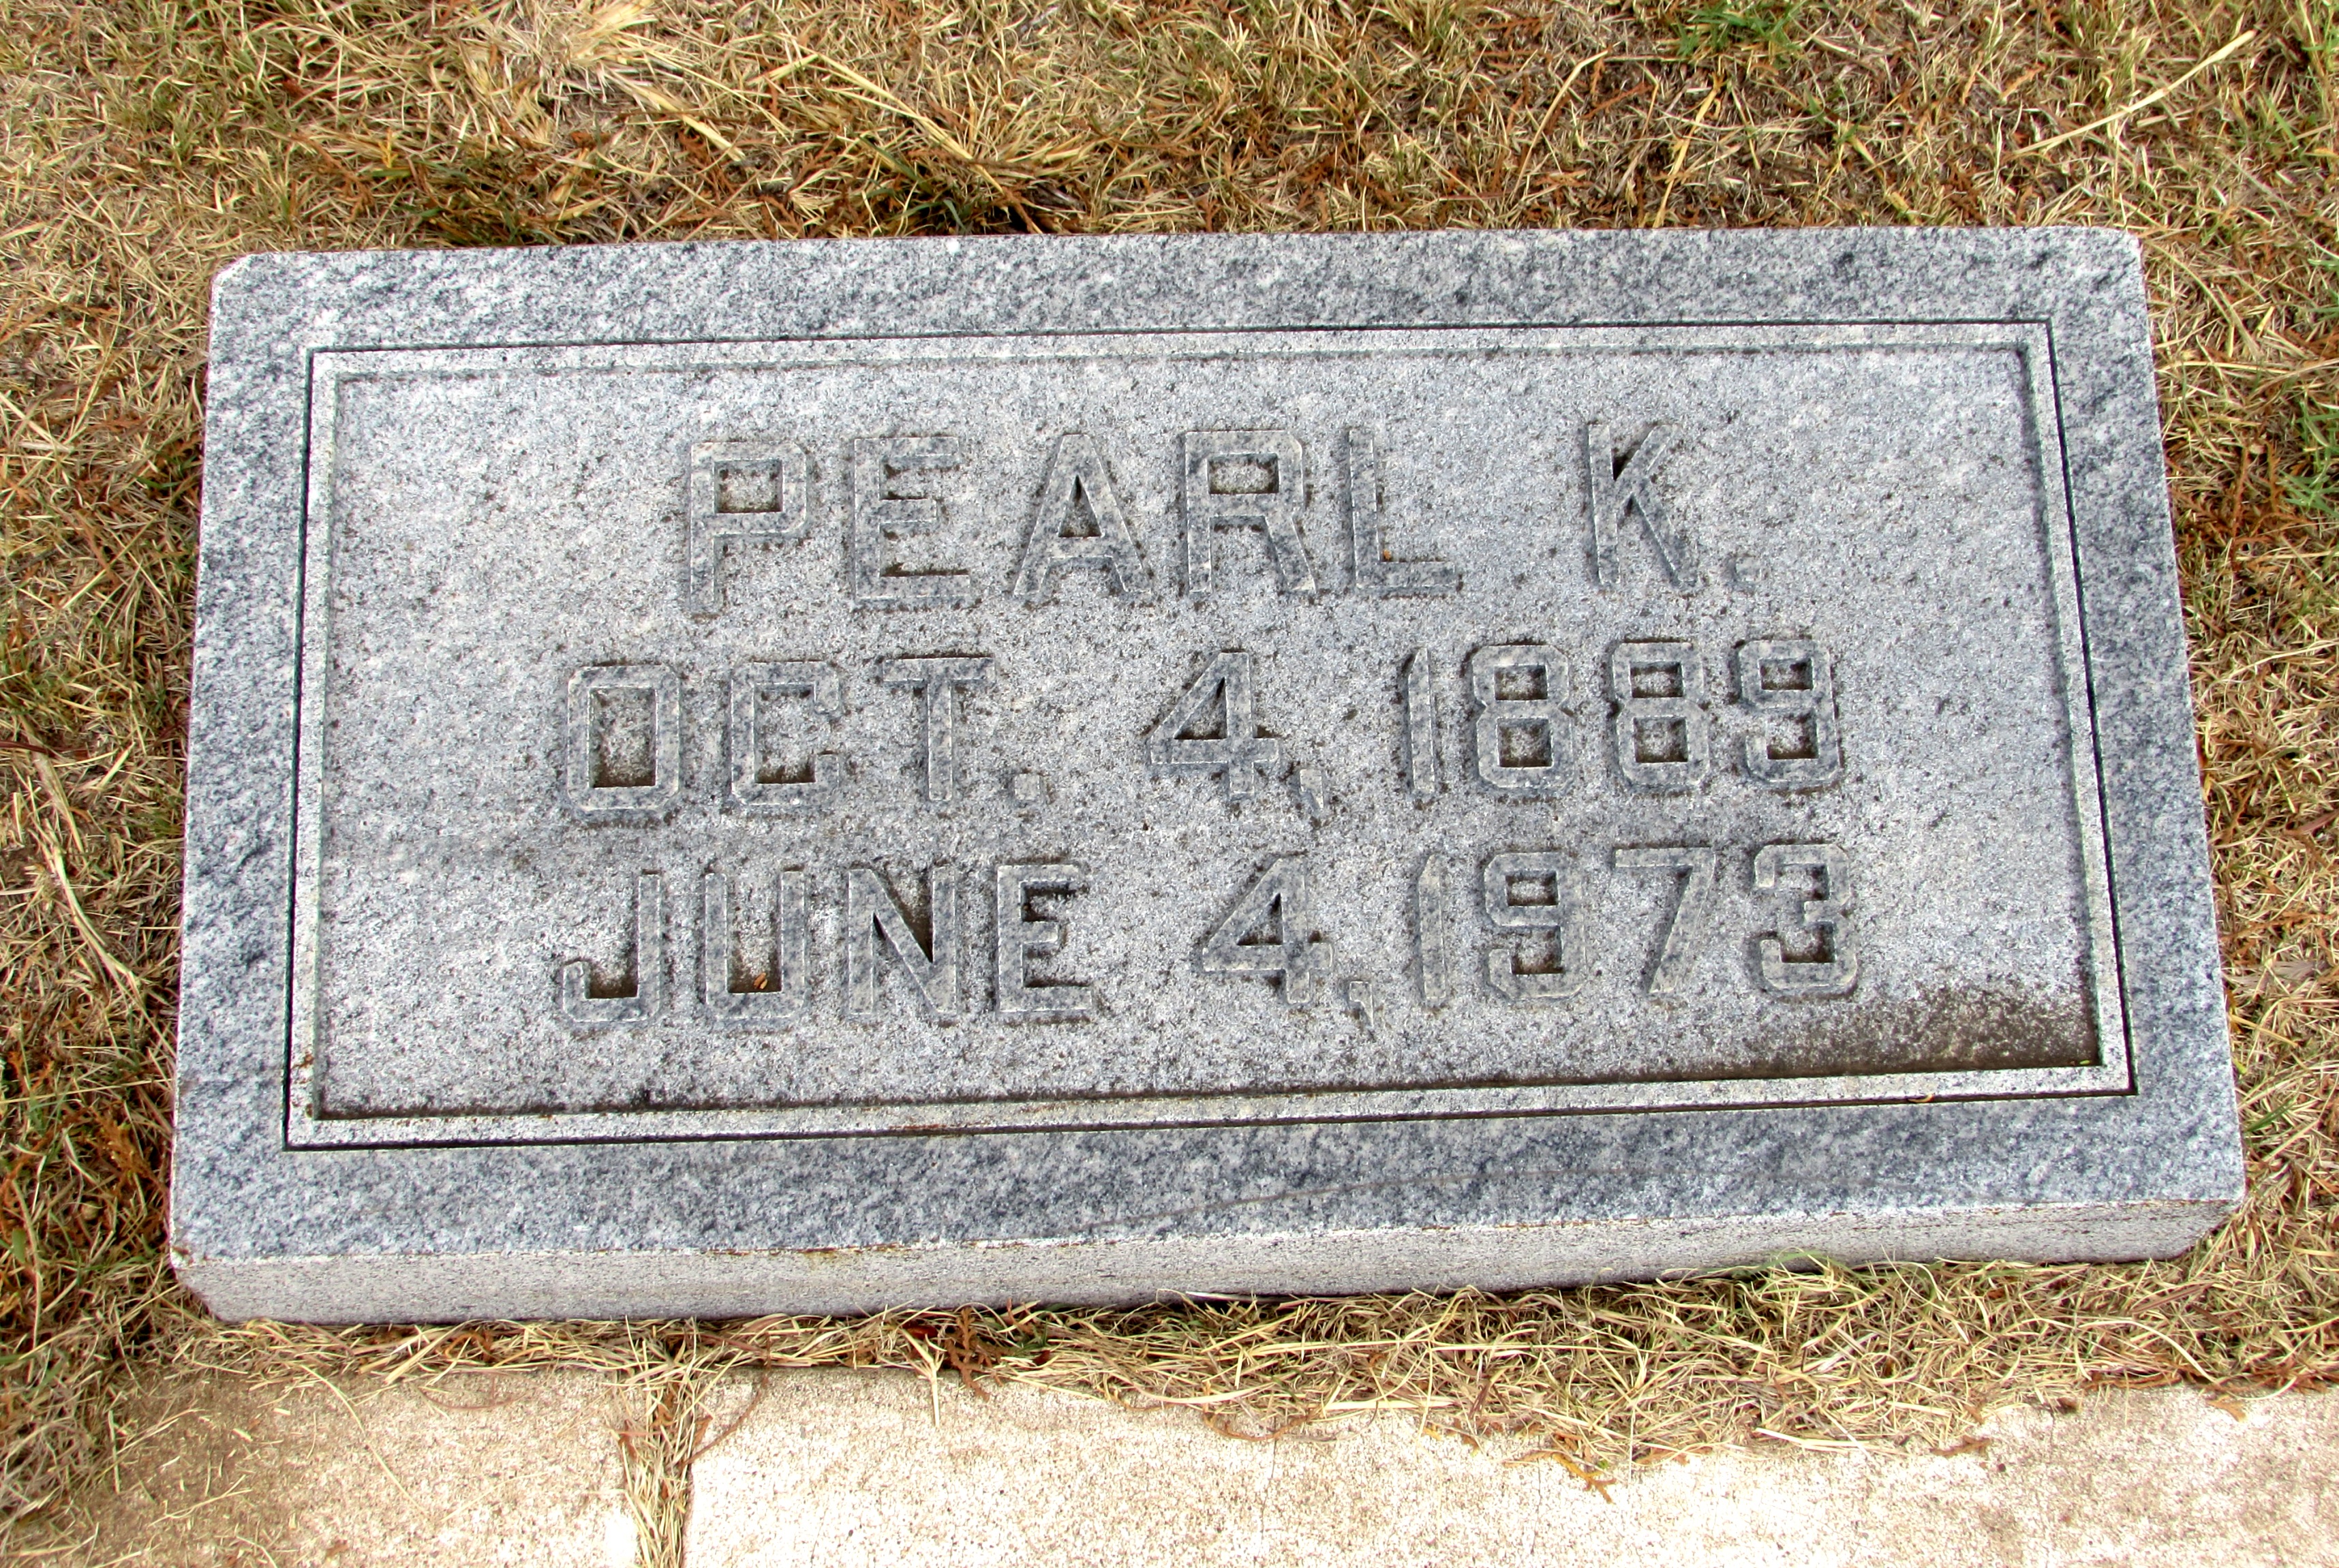 PEARL K.
OCT. 4, 1889
JUNE 4, 1973